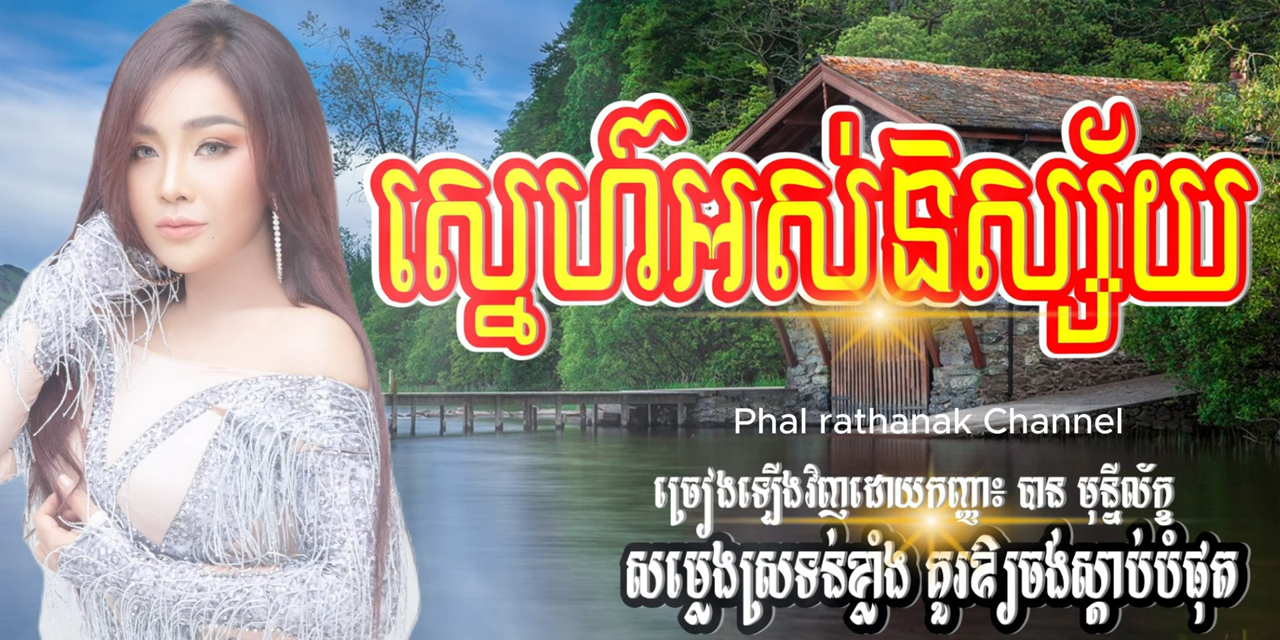 ស្នេហ៍អស់និស្ស័យ
Phal rathanak Channel
ច្រៀងឡើងវិញដោយកញ្ញា៖ បាន មុន្នីល័ក្ខ
សម្លេងស្រទន់ខ្លាំង គួរឱ្យចង់ស្ដាប់បំផុត